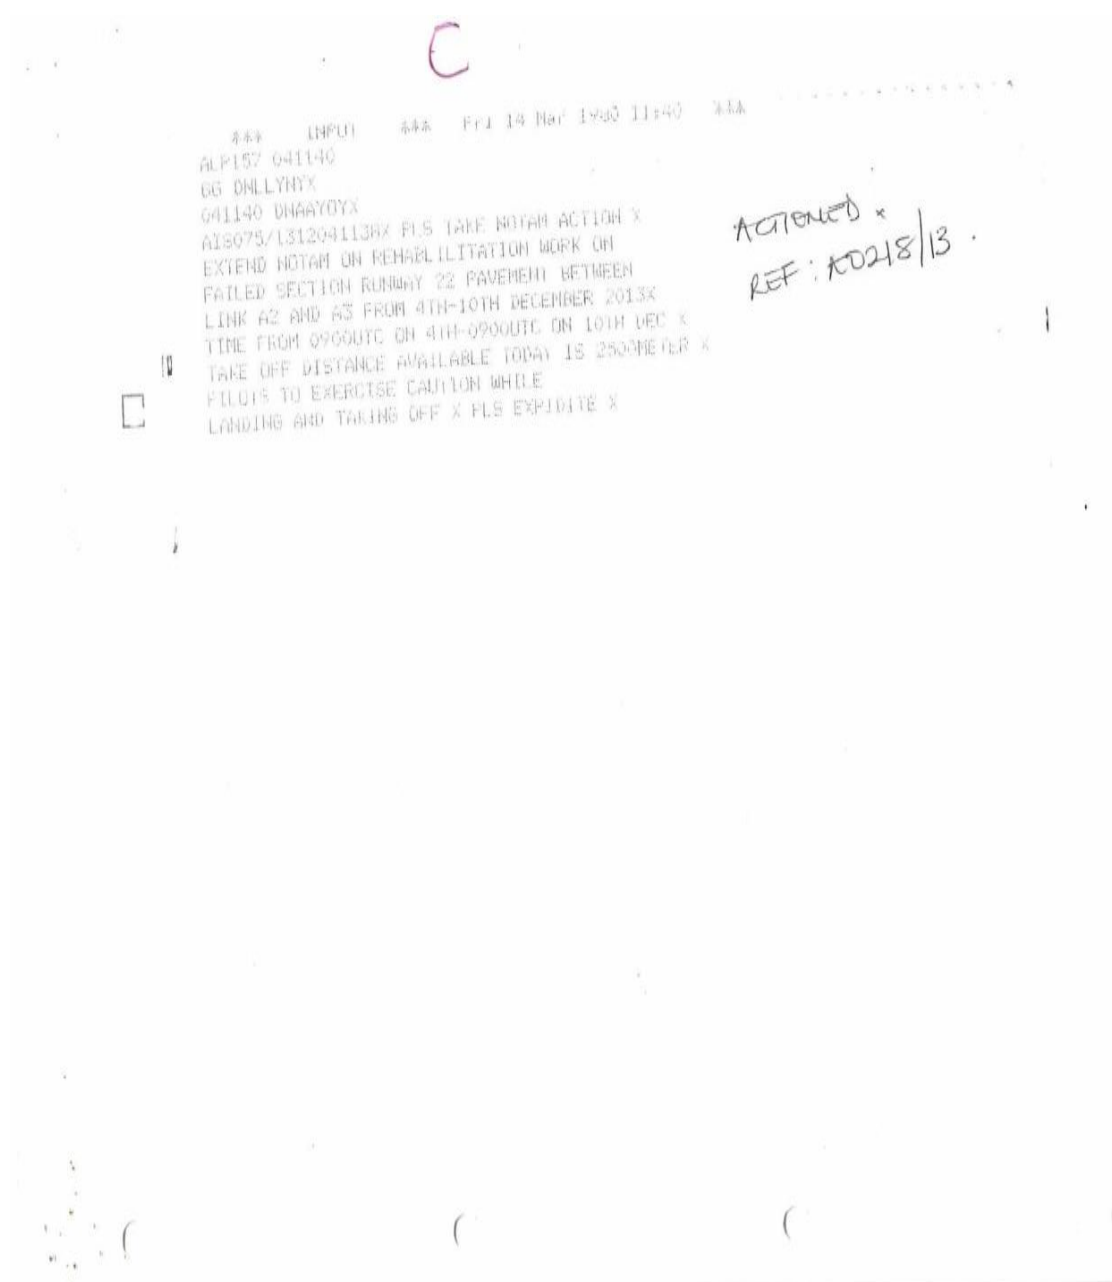 C
*** INPUT *** Fri 14 Mar 1980 11:40 ***
ALP157 041140
GG DNLLYNYX
041140 DNAAYOYX
AIS075/131204113HX PLS TAKE NOTAM ACTION X
EXTEND NOTAM ON REHABLILITATION WORK ON
FAILED SECTION RUNWAY 22 PAVEMENT BETWEEN
LINK A2 AND A3 FROM 4TH-10TH DECEMBER 2013X
TIME FROM 0900UTC ON 4TH-0900UTC ON 10TH DEC X
TAKE OFF DISTANCE AVAILABLE TODAY IS 2500METER X
PILOTS TO EXERCISE CAUTION WHILE
LANDING AND TAKING OFF X PLS EXPIDITE X
ACTIONED x
REF: A0218/13.